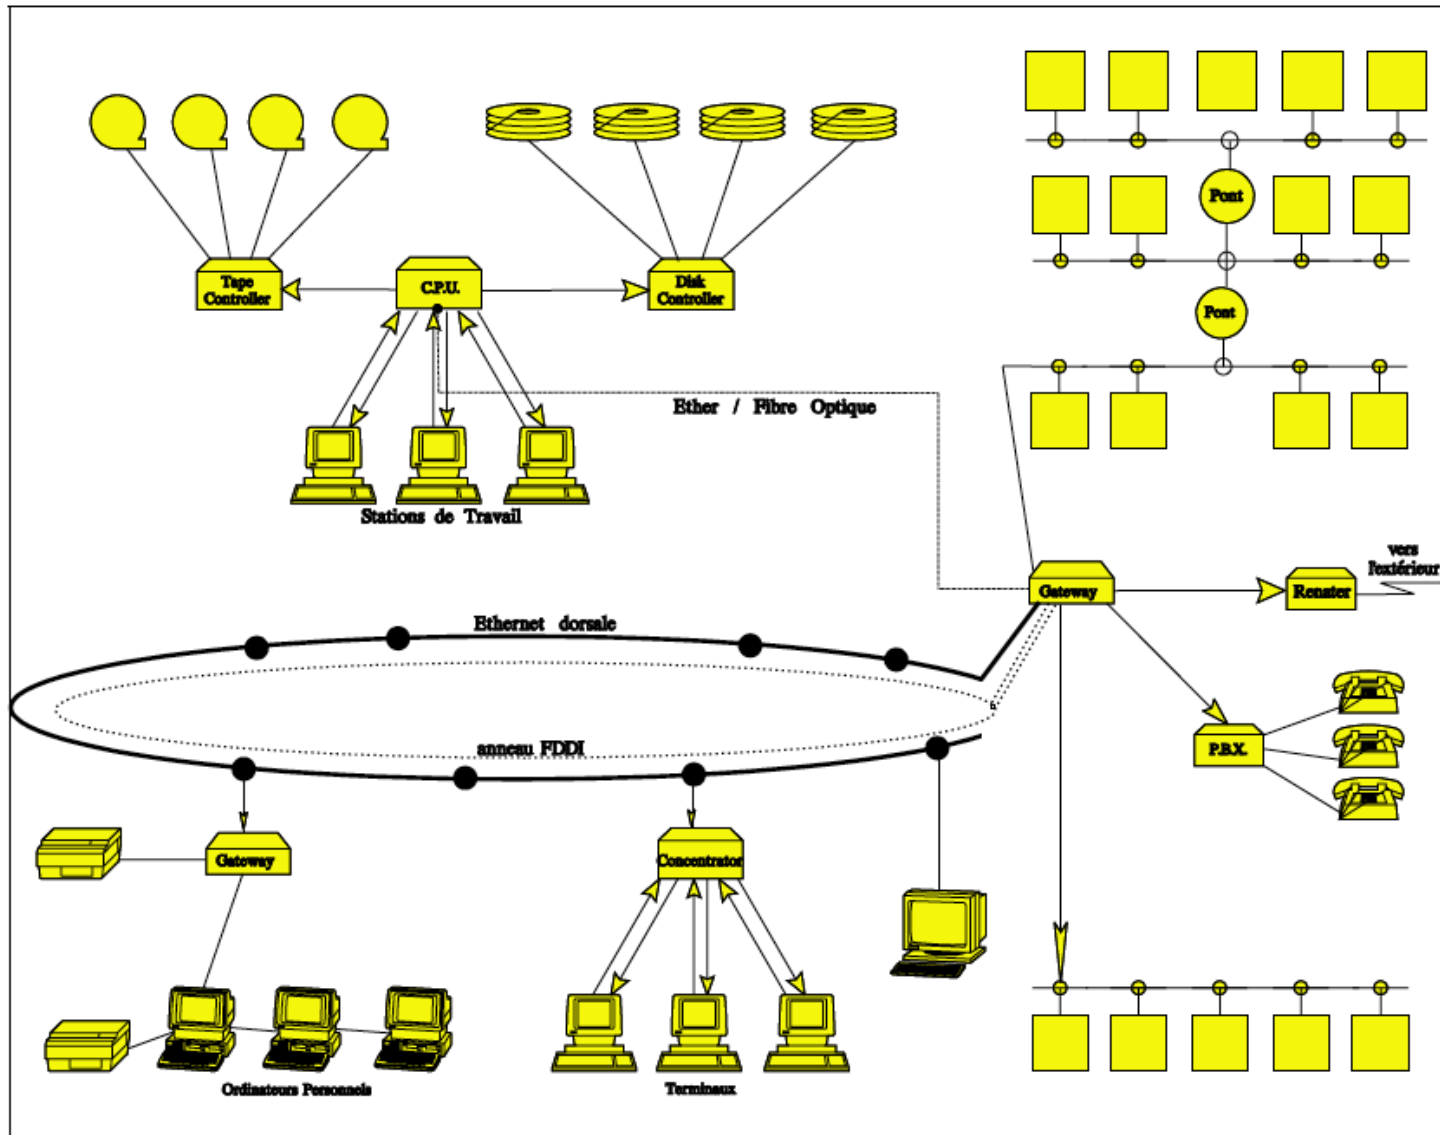 Pont
Tape
Controller
C.P.U.
Disk
Controller
Pont
Ether / Fibre Optique
Stations de Travail
vers
l'extérieur
Gateway
Renater
Ethernet dorsale
anneau FDDI
P.B.X.
Gateway
Concentrator
Ordinateurs Personnels
Terminaux